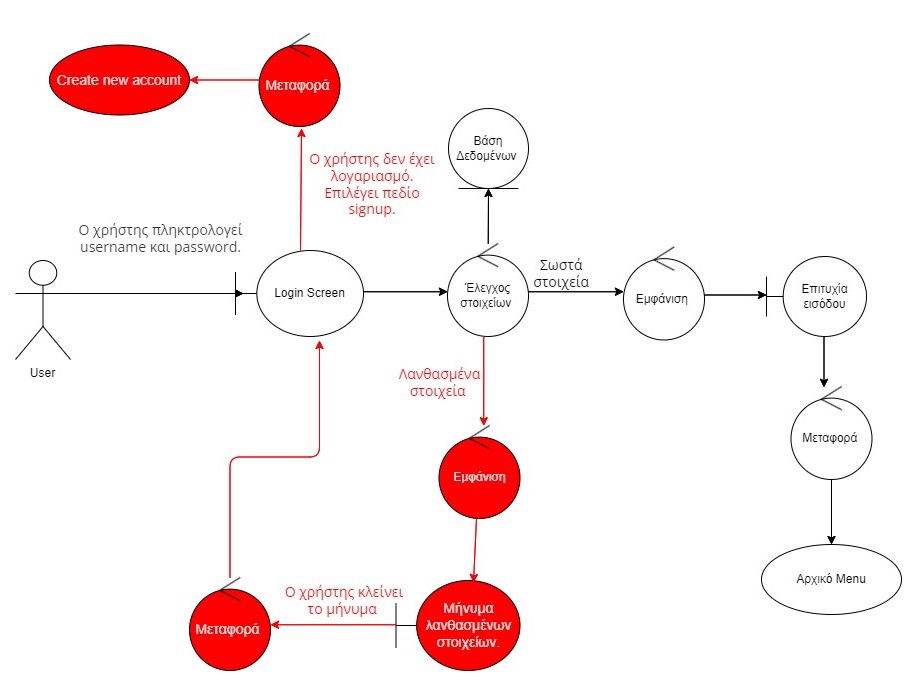 Create new account
Μεταφορά
Ο χρήστης δεν έχει
λογαριασμό.
Επιλέγει πεδίο
signup.
Βάση
Δεδομένων
Ο χρήστης πληκτρολογεί
username και password.
User
Login Screen
Έλεγχος
στοιχείων
Σωστά
στοιχεία
Εμφάνιση
Επιτυχία
εισόδου
Λανθασμένα
στοιχεία
Μεταφορά
Εμφάνιση
Αρχικό Menu
Ο χρήστης κλείνει
το μήνυμα
Μήνυμα
λανθασμένων
στοιχείων.
Μεταφορά